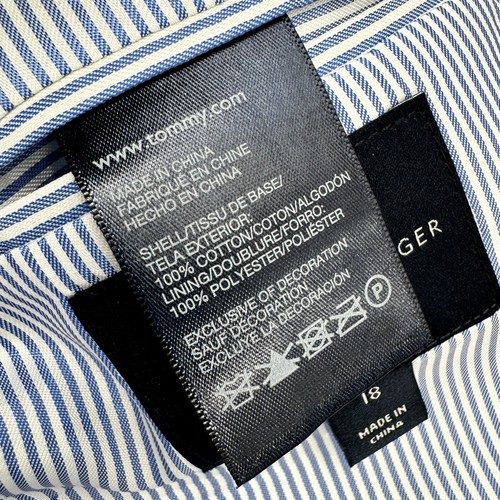 www.tommy.com
MADE IN CHINA
FABRIQUÉ EN CHINE
HECHO EN CHINA
SHELL/TISSU DE BASE/
TELA EXTERIOR:
100% COTTON/COTON/ALGODÓN
LINING/DOUBLURE/FORRO:
100% POLYESTER/POLIÉSTER
EXCLUSIVE OF DECORATION
SAUF DÉCORATION
EXCLUYE LA DECORACIÓN
P
GER
18
MADE IN
CHINA